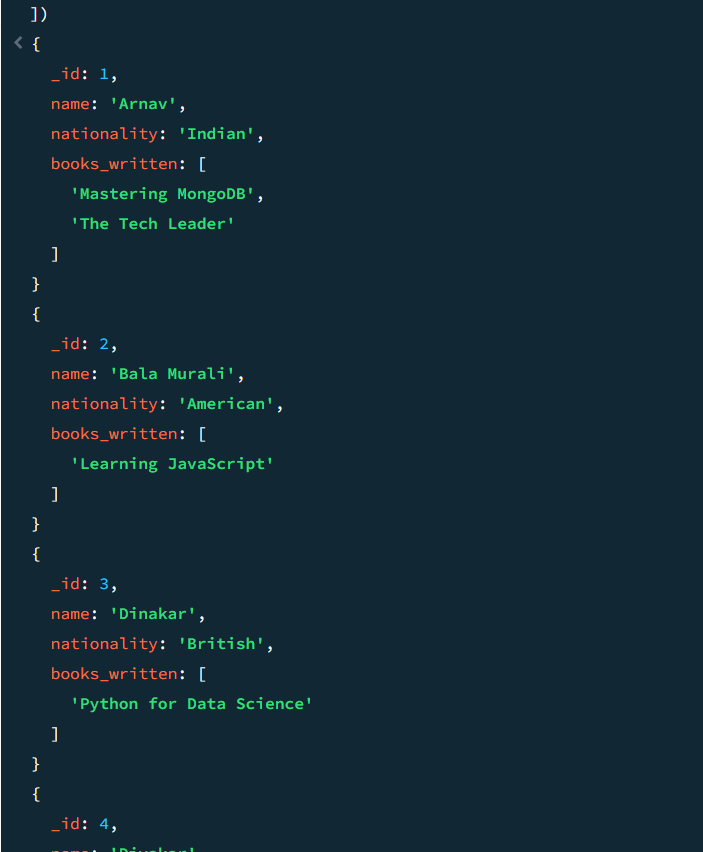 ])
{
_id: 1,
name: 'Arnav',
nationality: 'Indian',
books_written: [
'Mastering MongoDB',
'The Tech Leader'
]
}
{
_id: 2,
name: 'Bala Murali',
nationality: 'American',
books_written: [
'Learning JavaScript'
]
}
{
_id: 3,
name: 'Dinakar',
nationality: 'British',
books_written: [
'Python for Data Science'
]
}
{
_id: 4,